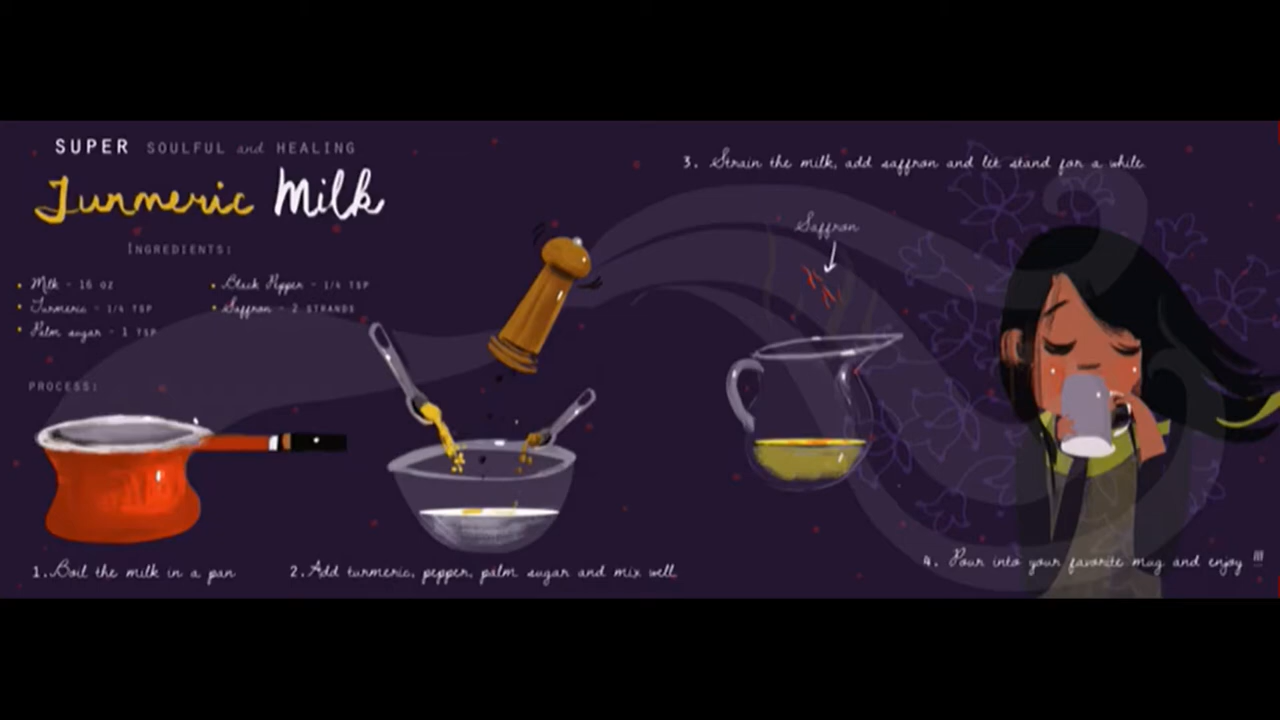 SUPER SOULFUL and HEALING
Turmeric Milk
INGREDIENTS:
• Milk - 16 OZ
• Turmeric - 1/4 TSP
• Palm sugar - 1 TSP
• Black Pepper - 1/4 TSP
• Saffron - 2 STRANDS
PROCESS:
1. Boil the milk in a pan
2. Add turmeric, pepper, palm sugar and mix well
3. Strain the milk, add saffron and let stand for a while
Saffron
4. Pour into your favorite mug and enjoy !!!